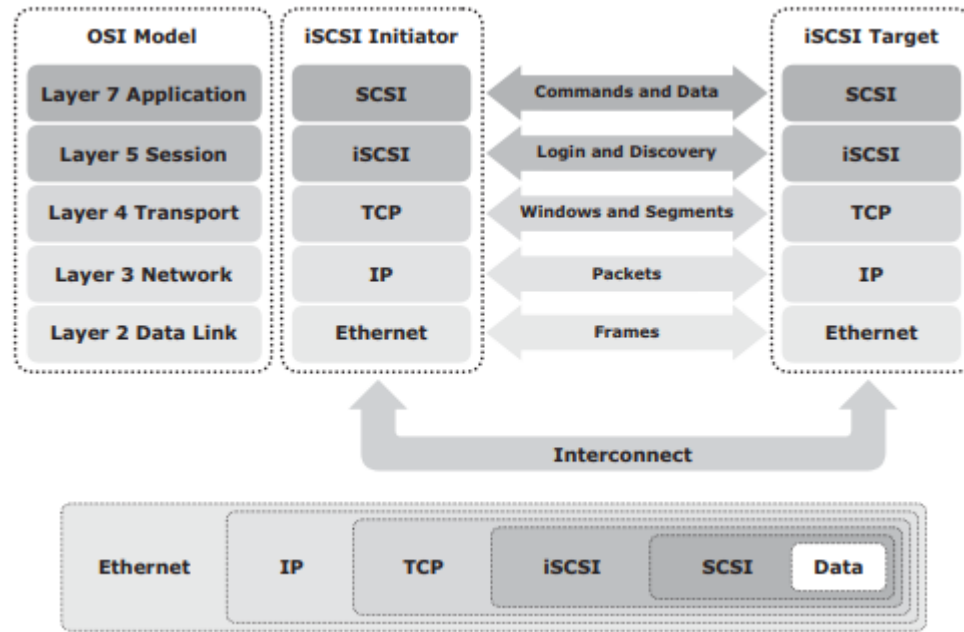 OSI Model iSCSI Initiator iSCSI Target
Layer 7 Application SCSI Commands and Data SCSI
Layer 5 Session iSCSI Login and Discovery iSCSI
Layer 4 Transport TCP Windows and Segments TCP
Layer 3 Network IP Packets IP
Layer 2 Data Link Ethernet Frames Ethernet
Interconnect
Ethernet IP TCP iSCSI SCSI Data